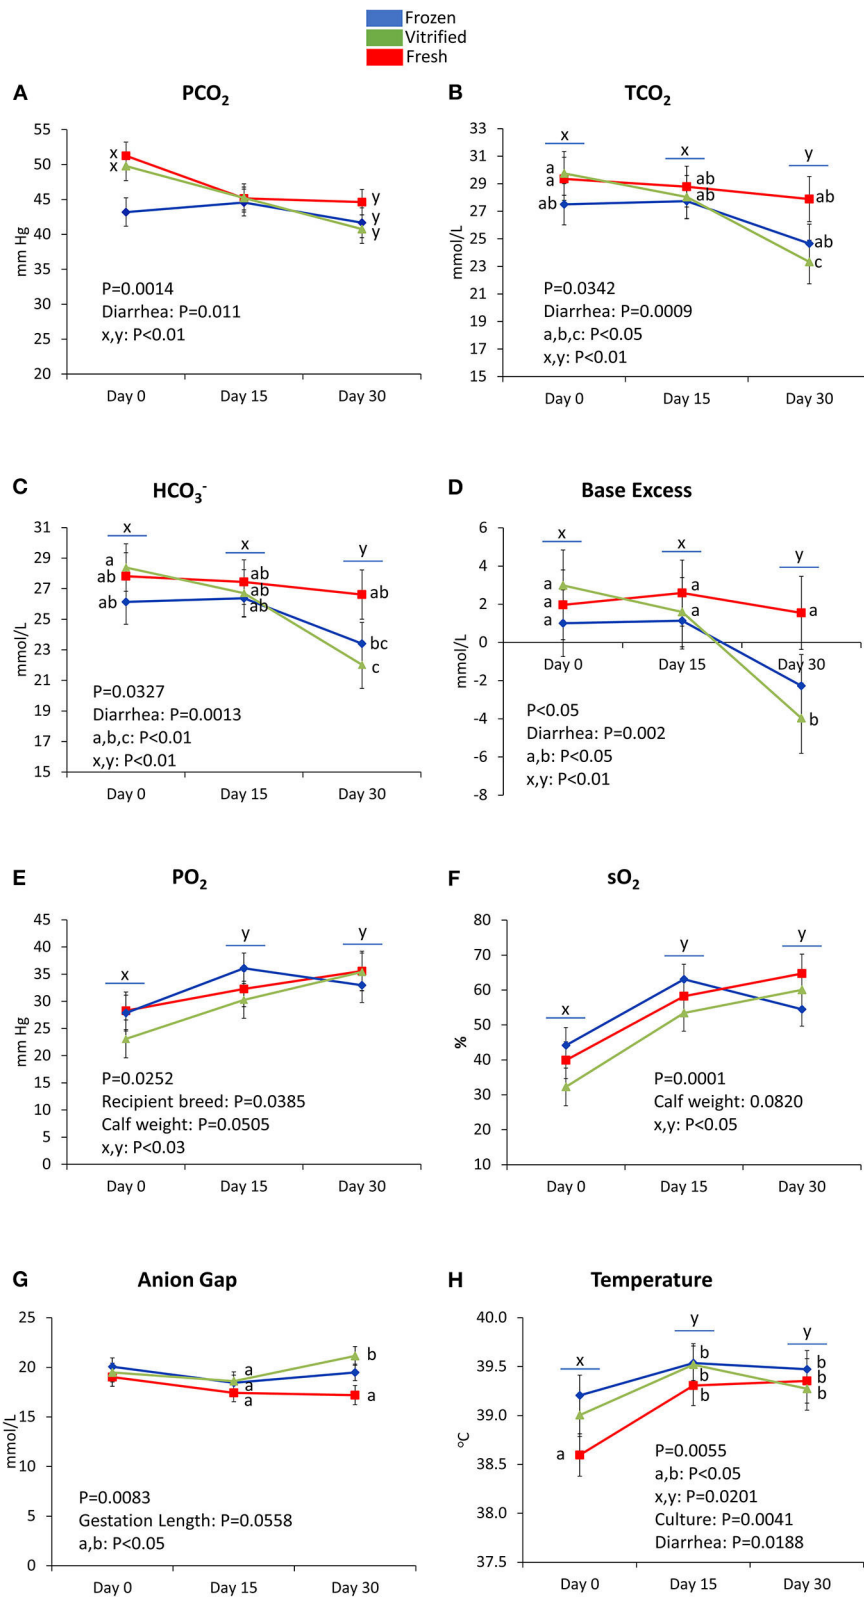 Frozen
Vitrified
Fresh
A
PCO2
mm Hg
55
50
45
40
35
30
25
20
x
x
y
y
y
P=0.0014
Diarrhea: P=0.011
x,y: P<0.01
Day 0 Day 15 Day 30
B
TCO2
mmol/L
33
31
29
27
25
23
21
19
17
15
x x y
a
a
ab
ab
ab
ab
ab
c
P=0.0342
Diarrhea: P=0.0009
a,b,c: P<0.05
x,y: P<0.01
Day 0 Day 15 Day 30
C
HCO3-
mmol/L
31
29
27
25
23
21
19
17
15
x x y
a
ab
ab
ab
ab
ab
ab
bc
c
P=0.0327
Diarrhea: P=0.0013
a,b,c: P<0.01
x,y: P<0.01
Day 0 Day 15 Day 30
D
Base Excess
mmol/L
6
4
2
0
-2
-4
-6
-8
x x y
a
a
a
a
a
a
b
Day 0 Day 15 Day 30
P<0.05
Diarrhea: P=0.002
a,b: P<0.05
x,y: P<0.01
E
PO2
mm Hg
45
40
35
30
25
20
15
10
5
0
x y y
P=0.0252
Recipient breed: P=0.0385
Calf weight: P=0.0505
x,y: P<0.03
Day 0 Day 15 Day 30
F
sO2
%
80
70
60
50
40
30
20
10
x y y
P=0.0001
Calf weight: 0.0820
x,y: P<0.05
Day 0 Day 15 Day 30
G
Anion Gap
mmol/L
25
20
15
10
5
0
a
a
a
b
a
P=0.0083
Gestation Length: P=0.0558
a,b: P<0.05
Day 0 Day 15 Day 30
H
Temperature
°C
40.0
39.5
39.0
38.5
38.0
37.5
x y y
a
b
b
b
b
b
b
P=0.0055
a,b: P<0.05
x,y: P=0.0201
Culture: P=0.0041
Diarrhea: P=0.0188
Day 0 Day 15 Day 30